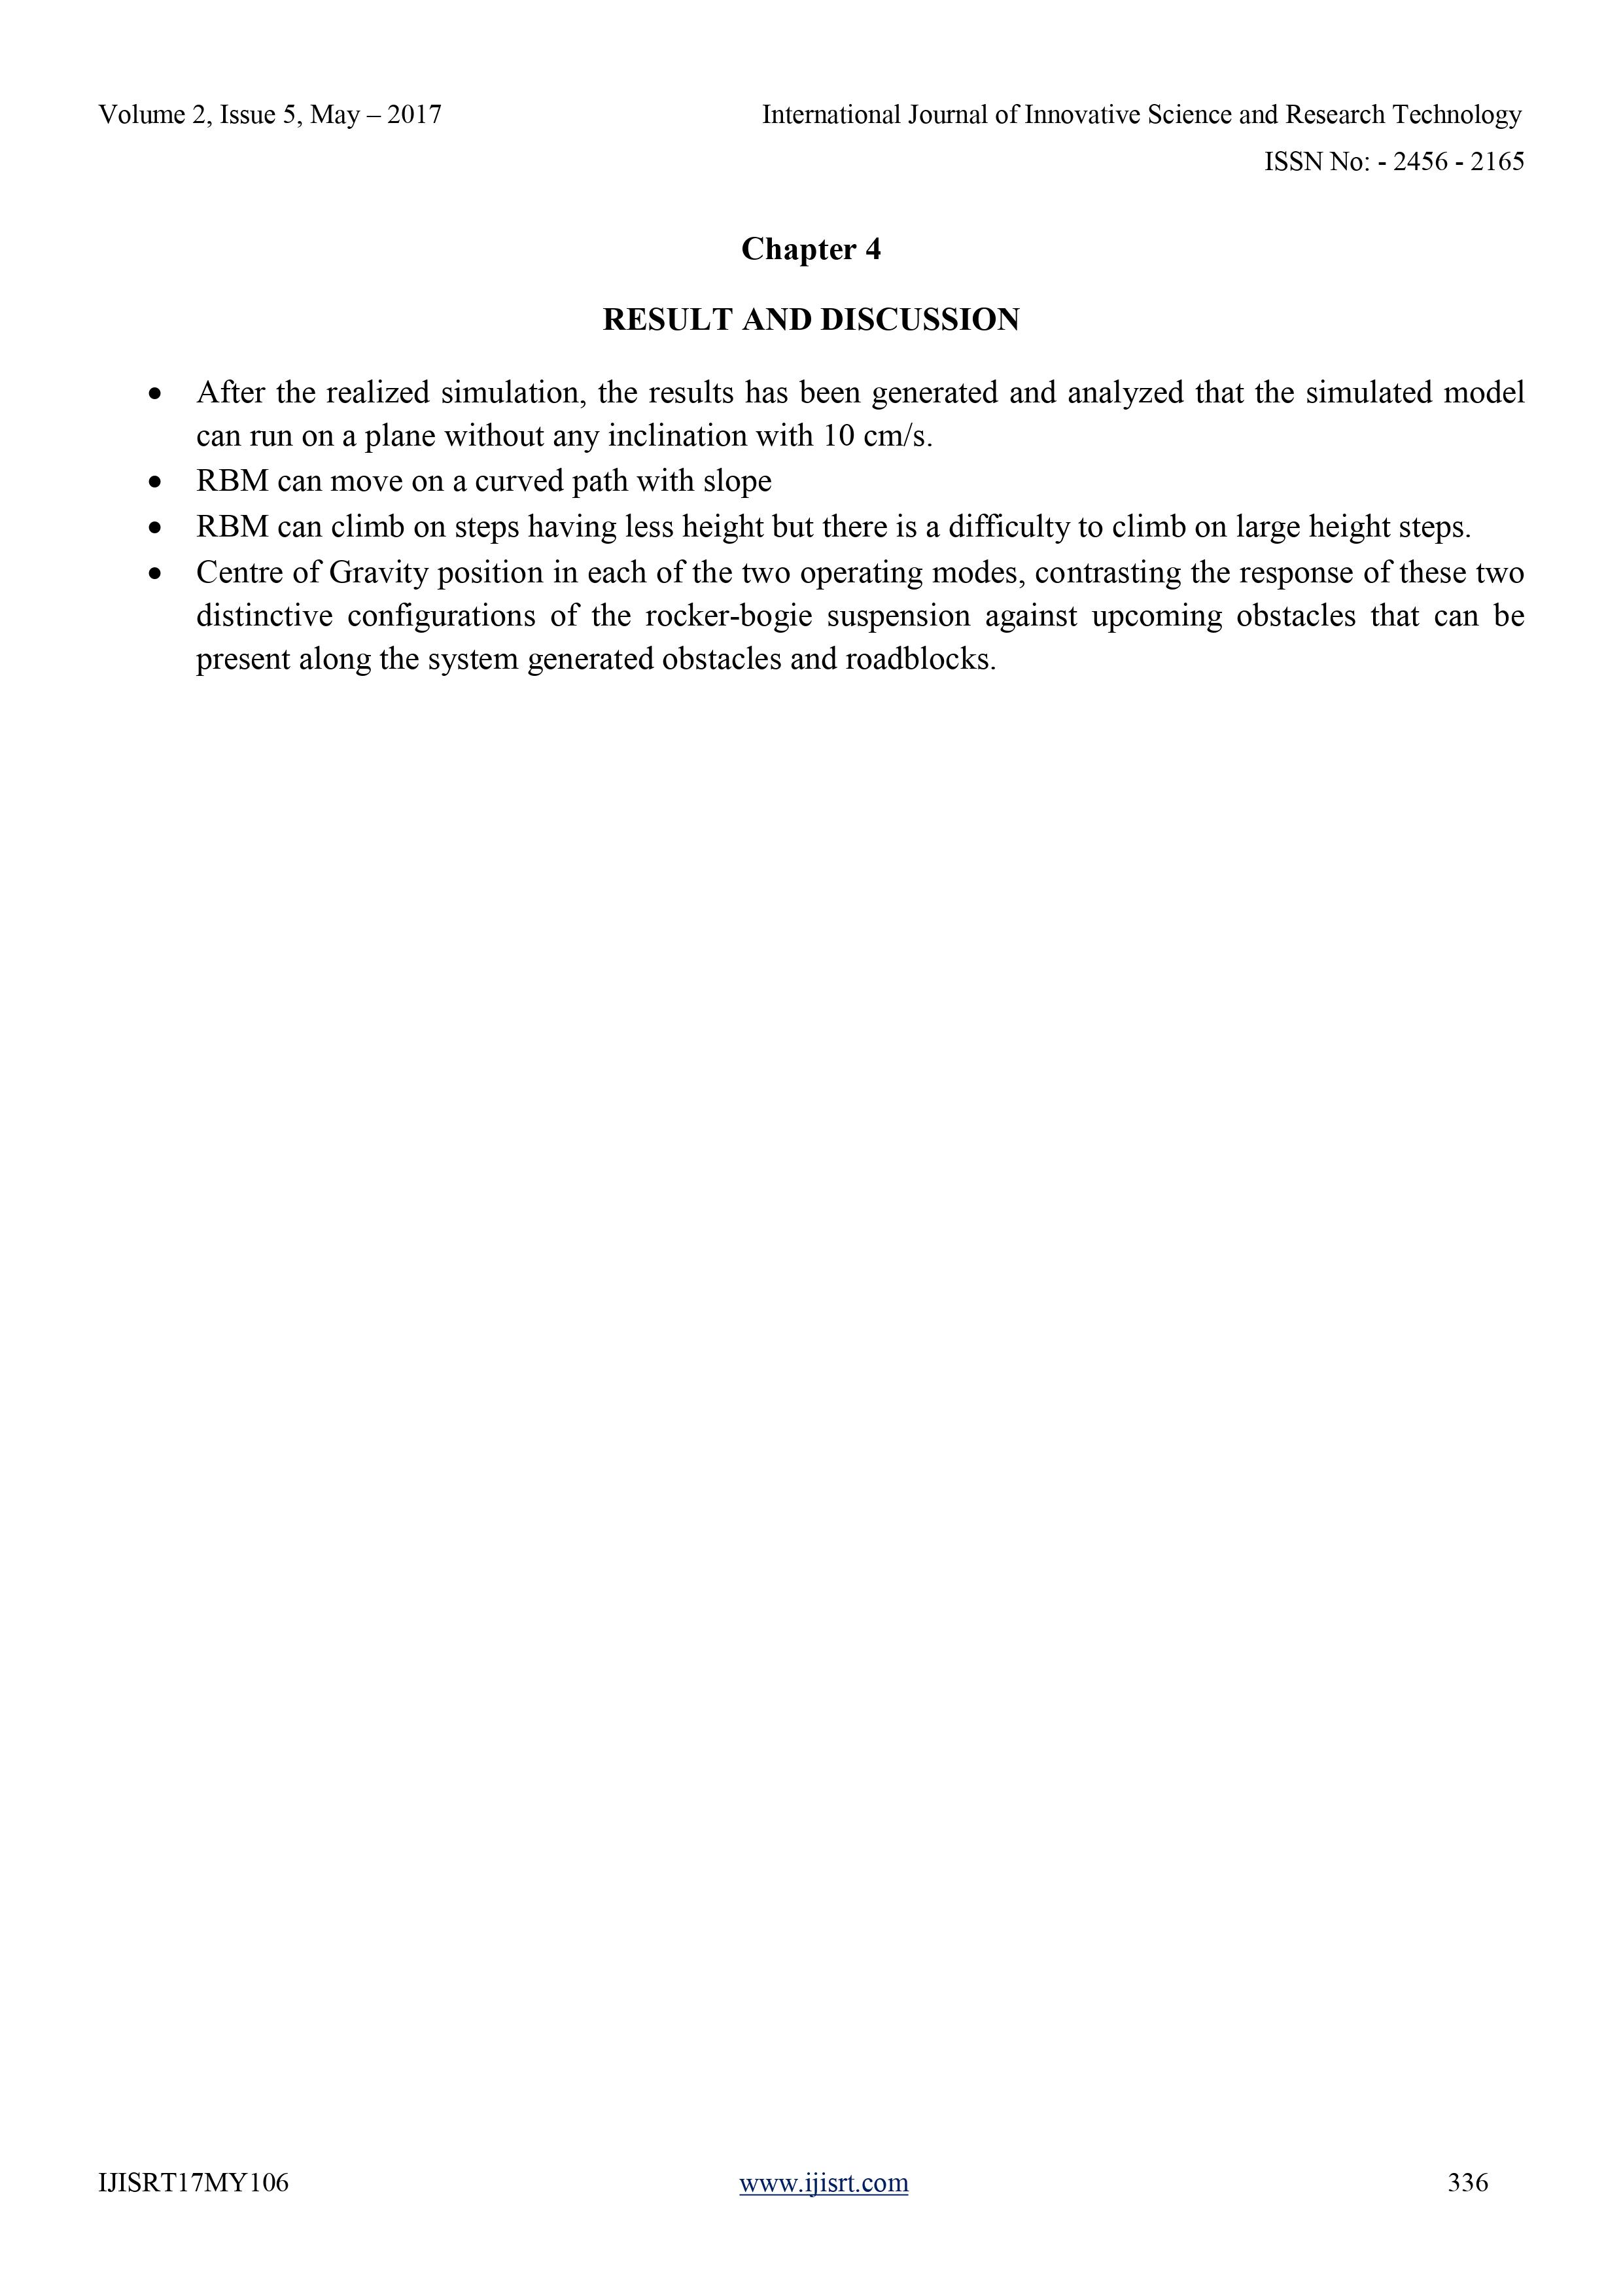 Volume 2, Issue 5, May – 2017 International Journal of Innovative Science and Research Technology
ISSN No: - 2456 - 2165
Chapter 4
RESULT AND DISCUSSION
• After the realized simulation, the results has been generated and analyzed that the simulated model
can run on a plane without any inclination with 10 cm/s.
• RBM can move on a curved path with slope
• RBM can climb on steps having less height but there is a difficulty to climb on large height steps.
• Centre of Gravity position in each of the two operating modes, contrasting the response of these two
distinctive configurations of the rocker-bogie suspension against upcoming obstacles that can be
present along the system generated obstacles and roadblocks.
IJISRT17MY106 www.ijisrt.com 336